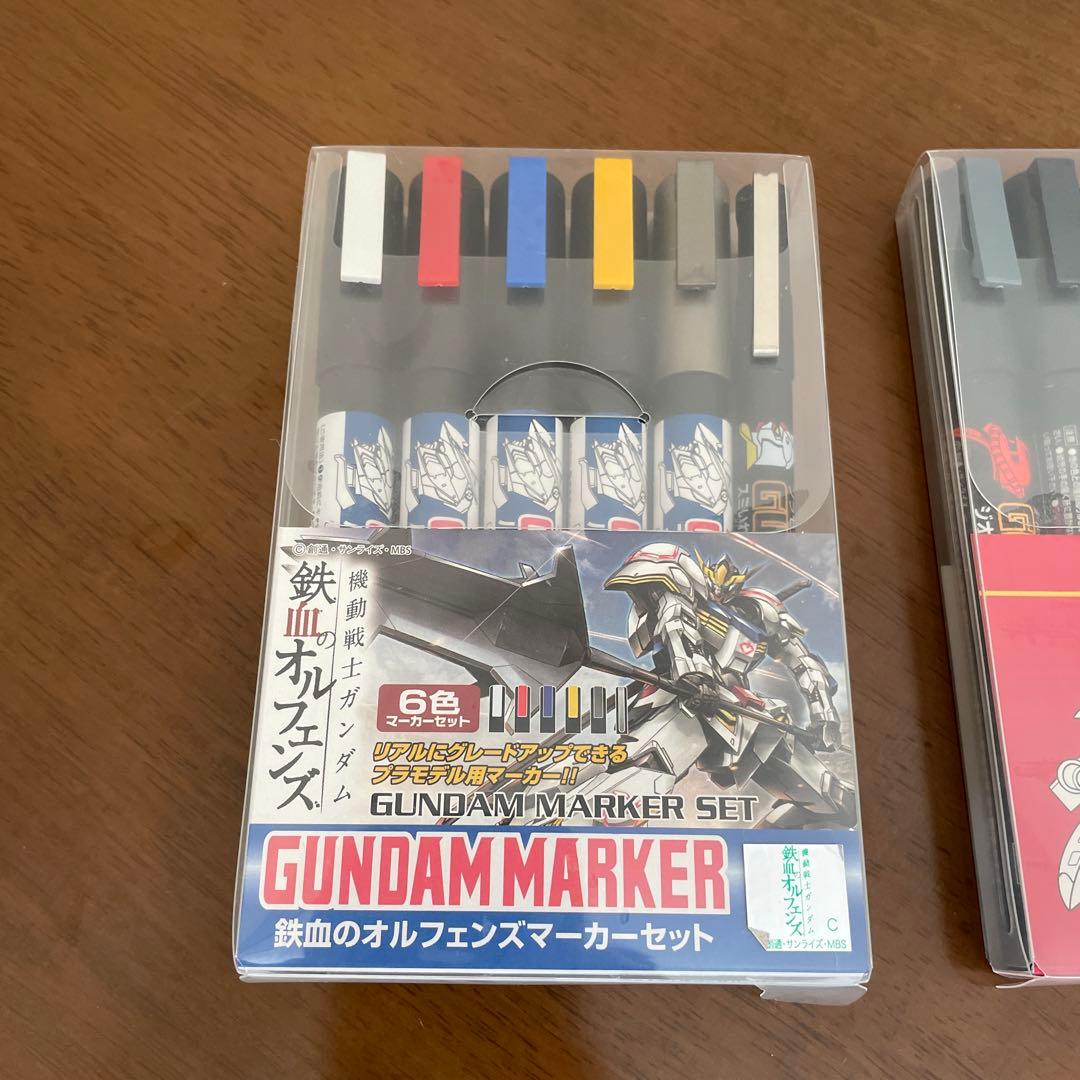 ©創通・サンライズ・MBS
機動戦士ガンダム
鉄血のオルフェンズ
6色
マーカーセット
リアルにグレードアップできる
プラモデル用マーカー!!
GUNDAM MARKER SET
GUNDAM MARKER
鉄血のオルフェンズマーカーセット
機動戦士ガンダム
鉄血のオルフェンズ
C
創通・サンライズ・MBS